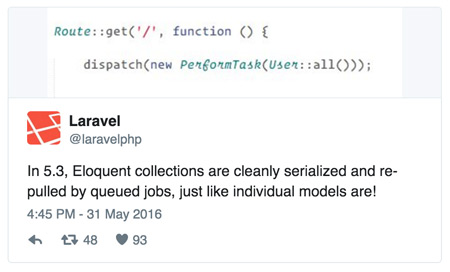 Route::get('/', function () {
dispatch(new PerformTask(User::all()));
Laravel
@laravelphp
In 5.3, Eloquent collections are cleanly serialized and re-
pulled by queued jobs, just like individual models are!
4:45 PM - 31 May 2016
48 93